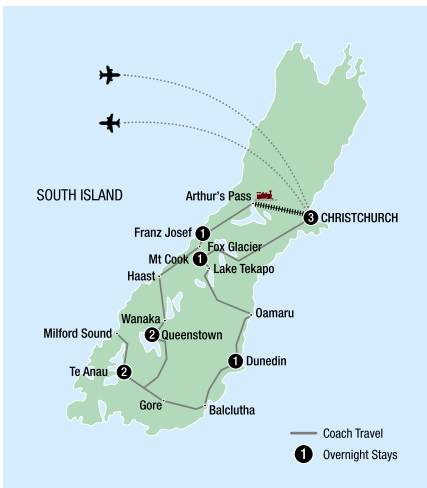 SOUTH ISLAND
Arthur's Pass
3 CHRISTCHURCH
Franz Josef 1
Fox Glacier
Mt Cook 1
Lake Tekapo
Haast
Oamaru
Wanaka
Milford Sound 2 Queenstown
Te Anau 2
1 Dunedin
Gore
Balclutha
Coach Travel
1 Overnight Stays